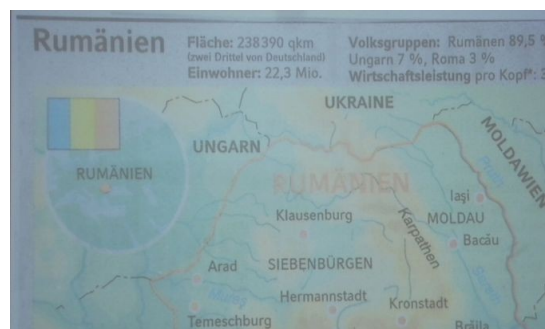 Rumänien
Fläche: 238390 qkm
(zwei Drittel von Deutschland)
Einwohner: 22,3 Mio.
Volksgruppen: Rumänen 89,5
Ungarn 7 %, Roma 3 %
Wirtschaftsleistung pro Kopf*:
UKRAINE
UNGARN
MOLDAWIEN
RUMÄNIEN
RUMÄNIEN
Pruth
Iaşi
Klausenburg
MOLDAU
Karpathen
Bacău
Arad
SIEBENBÜRGEN
Hermannstadt
Kronstadt
Temeschburg
Brăila